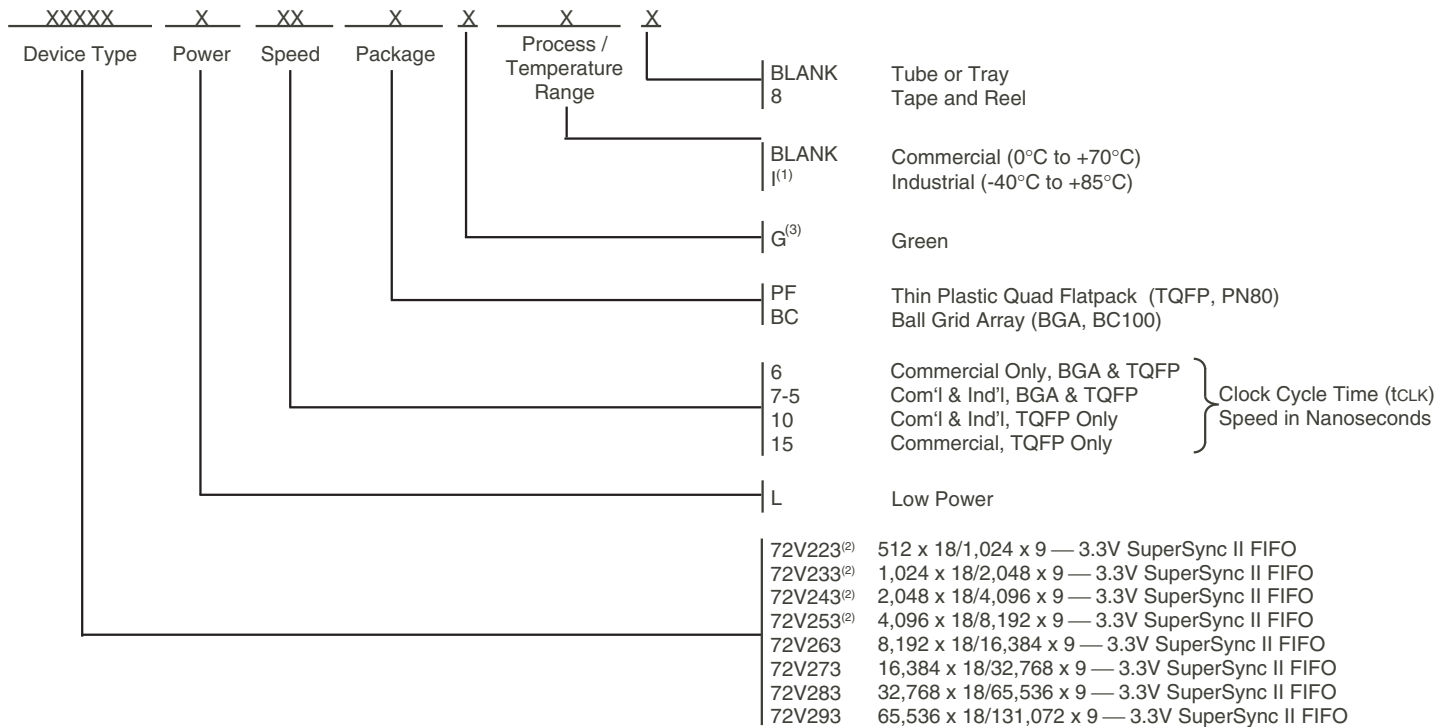 XXXXX X XX X X X X
Device Type Power Speed Package Process / Temperature Range
BLANK Tube or Tray
8 Tape and Reel
BLANK Commercial (0°C to +70°C)
I(1) Industrial (-40°C to +85°C)
G(3) Green
PF Thin Plastic Quad Flatpack (TQFP, PN80)
BC Ball Grid Array (BGA, BC100)
6 Commercial Only, BGA & TQFP
7-5 Com'l & Ind'l, BGA & TQFP
10 Com'l & Ind'l, TQFP Only
15 Commercial, TQFP Only
Clock Cycle Time (tCLK)
Speed in Nanoseconds
L Low Power
72V223(2) 512 x 18/1,024 x 9 — 3.3V SuperSync II FIFO
72V233(2) 1,024 x 18/2,048 x 9 — 3.3V SuperSync II FIFO
72V243(2) 2,048 x 18/4,096 x 9 — 3.3V SuperSync II FIFO
72V253(2) 4,096 x 18/8,192 x 9 — 3.3V SuperSync II FIFO
72V263 8,192 x 18/16,384 x 9 — 3.3V SuperSync II FIFO
72V273 16,384 x 18/32,768 x 9 — 3.3V SuperSync II FIFO
72V283 32,768 x 18/65,536 x 9 — 3.3V SuperSync II FIFO
72V293 65,536 x 18/131,072 x 9 — 3.3V SuperSync II FIFO